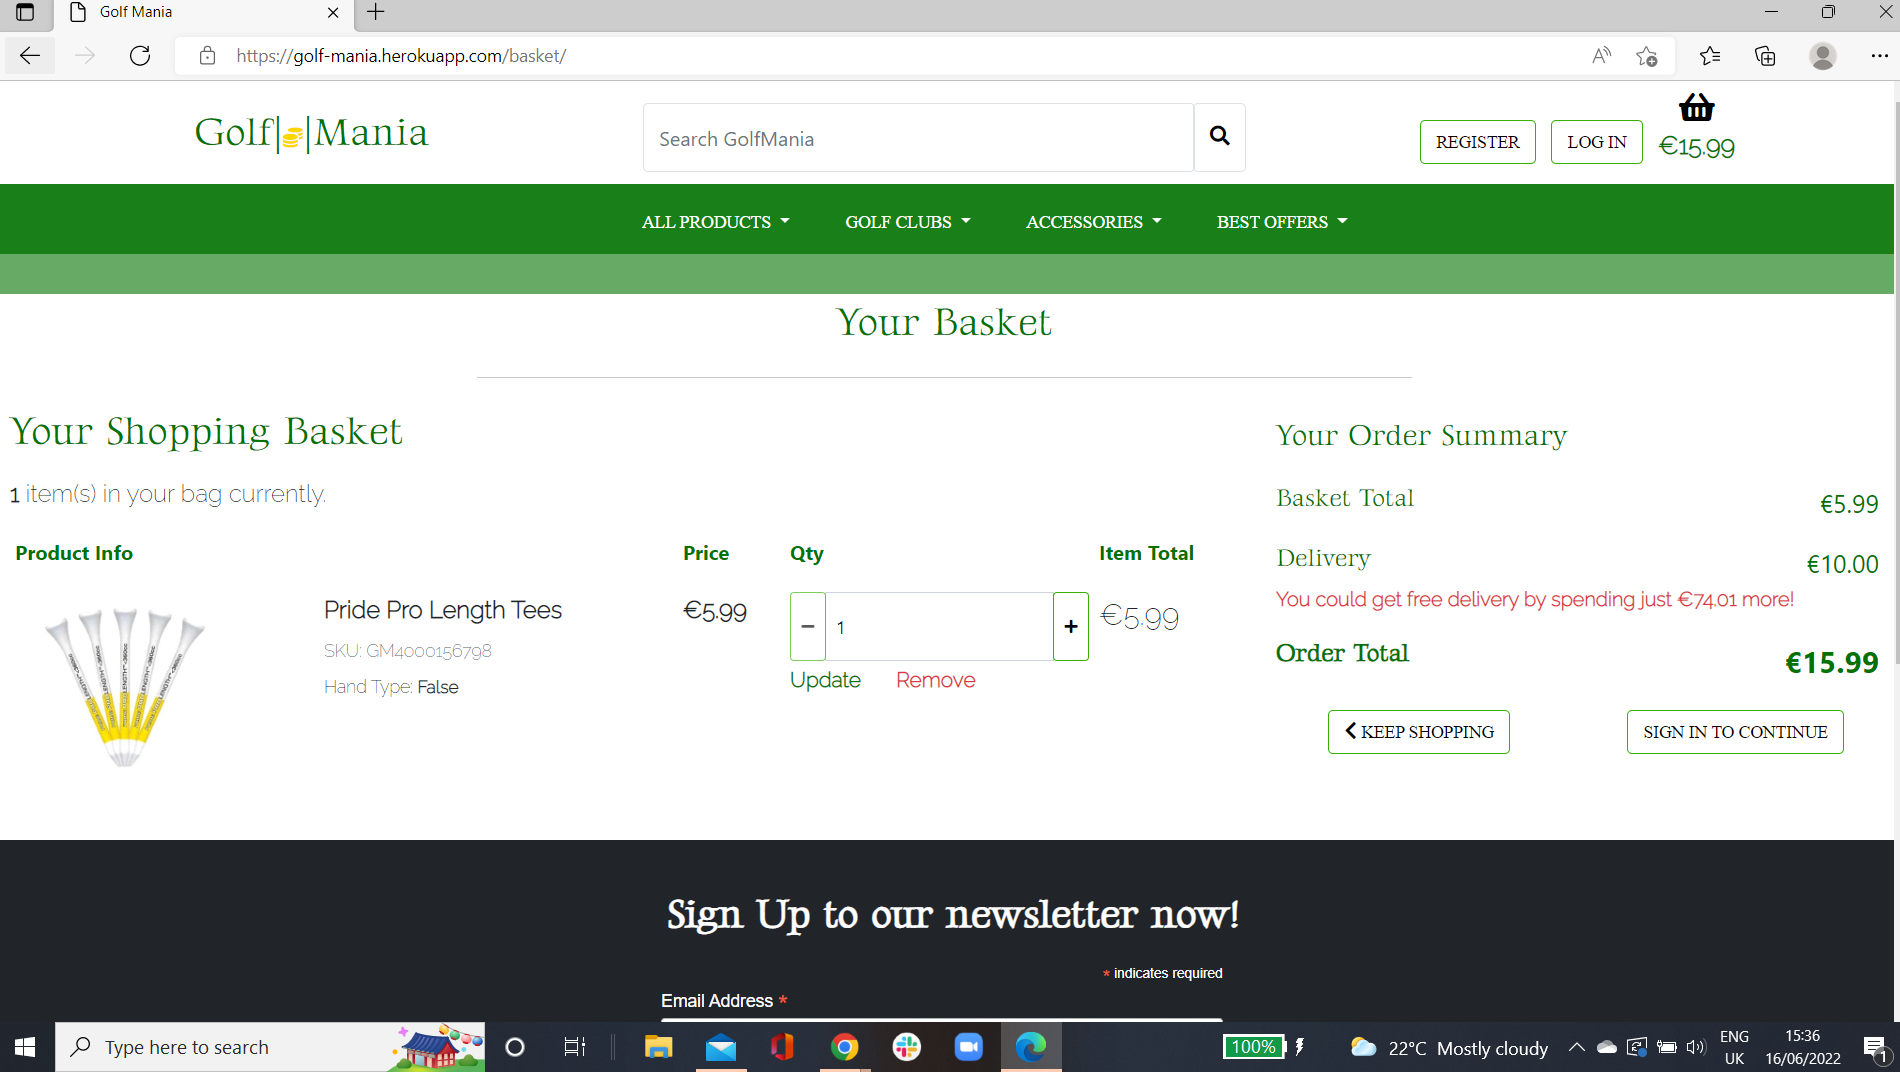 Golf Mania
https://golf-mania.herokuapp.com/basket/
Golf Mania
Search GolfMania
REGISTER
LOG IN
€15.99
ALL PRODUCTS
GOLF CLUBS
ACCESSORIES
BEST OFFERS
Your Basket
Your Shopping Basket
1 item(s) in your bag currently.
Product Info
Price
Qty
Item Total
Pride Pro Length Tees
SKU: GM4000156798
Hand Type: False
€5.99
−
1
+
€5.99
Update
Remove
Your Order Summary
Basket Total
€5.99
Delivery
€10.00
You could get free delivery by spending just €74.01 more!
Order Total
€15.99
KEEP SHOPPING
SIGN IN TO CONTINUE
Sign Up to our newsletter now!
* indicates required
Email Address *
Type here to search
100%
22°C Mostly cloudy
ENG
UK
15:36
16/06/2022
1